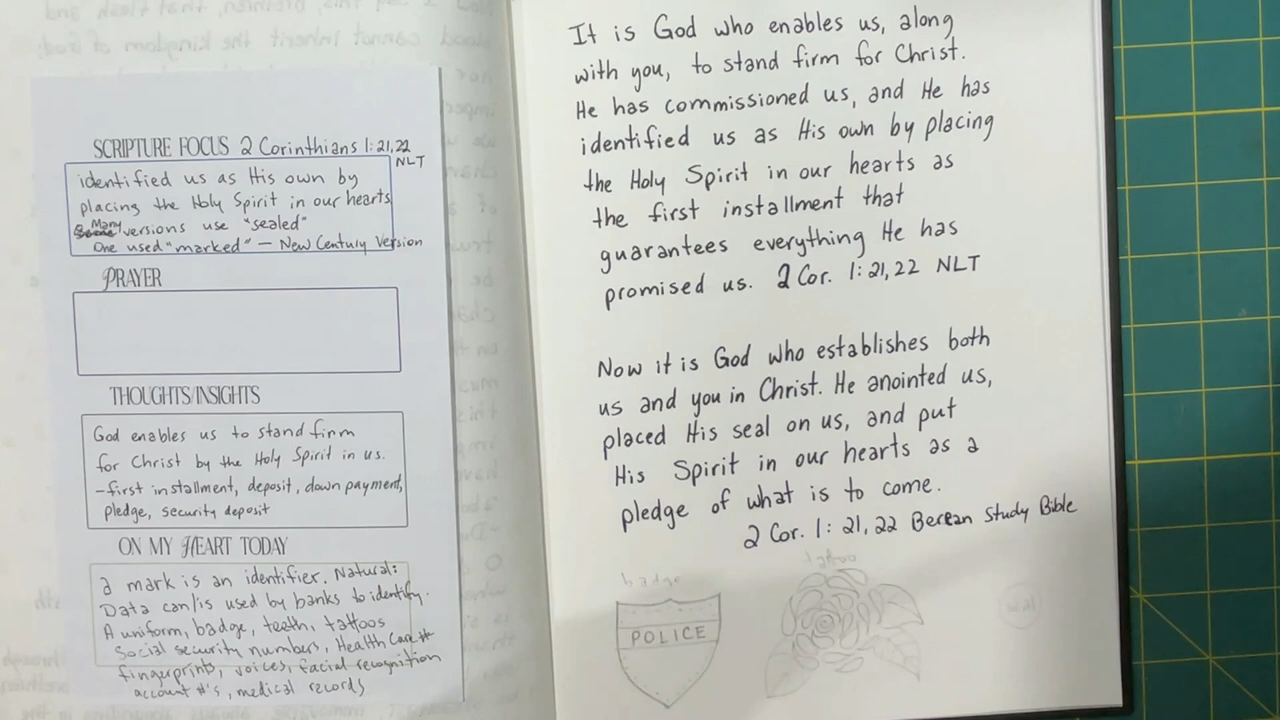 SCRIPTURE FOCUS 2 Corinthians 1:21,22
NLT
identified us as His own by
placing the Holy Spirit in our hearts
Many versions use "sealed"
One used "marked" – New Century Version
PRAYER
THOUGHTS/INSIGHTS
God enables us to stand firm
for Christ by the Holy Spirit in us.
-first installment, deposit, down payment,
pledge, security deposit
ON MY HEART TODAY
a mark is an identifier. Natural:
Data can/is used by banks to identify.
A uniform, badge, teeth, tattoos
Social security numbers, Health Care #
fingerprints, voices, facial recognition
account #'s, medical records
It is God who enables us, along
with you, to stand firm for Christ.
He has commissioned us, and He has
identified us as His own by placing
the Holy Spirit in our hearts as
the first installment that
guarantees everything He has
promised us. 2 Cor. 1:21,22 NLT
Now it is God who establishes both
us and you in Christ. He anointed us,
placed His seal on us, and put
His Spirit in our hearts as a
pledge of what is to come.
2 Cor. 1: 21,22 Berean Study Bible
badge
POLICE